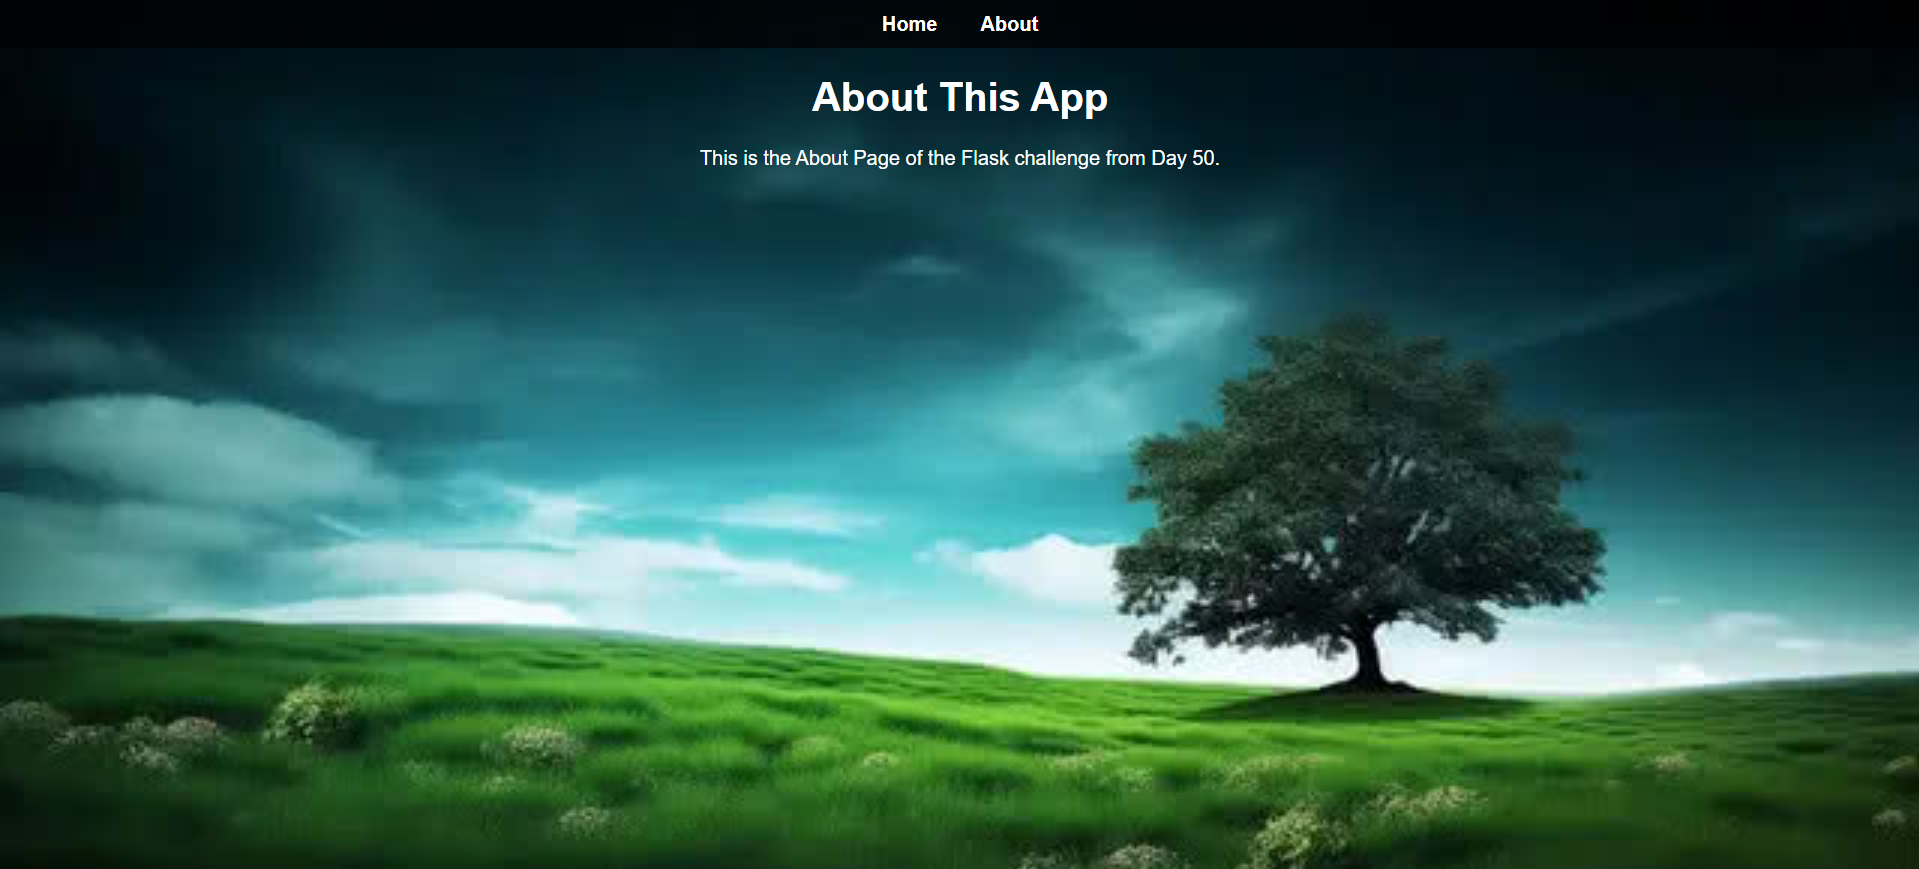 Home About
About This App
This is the About Page of the Flask challenge from Day 50.